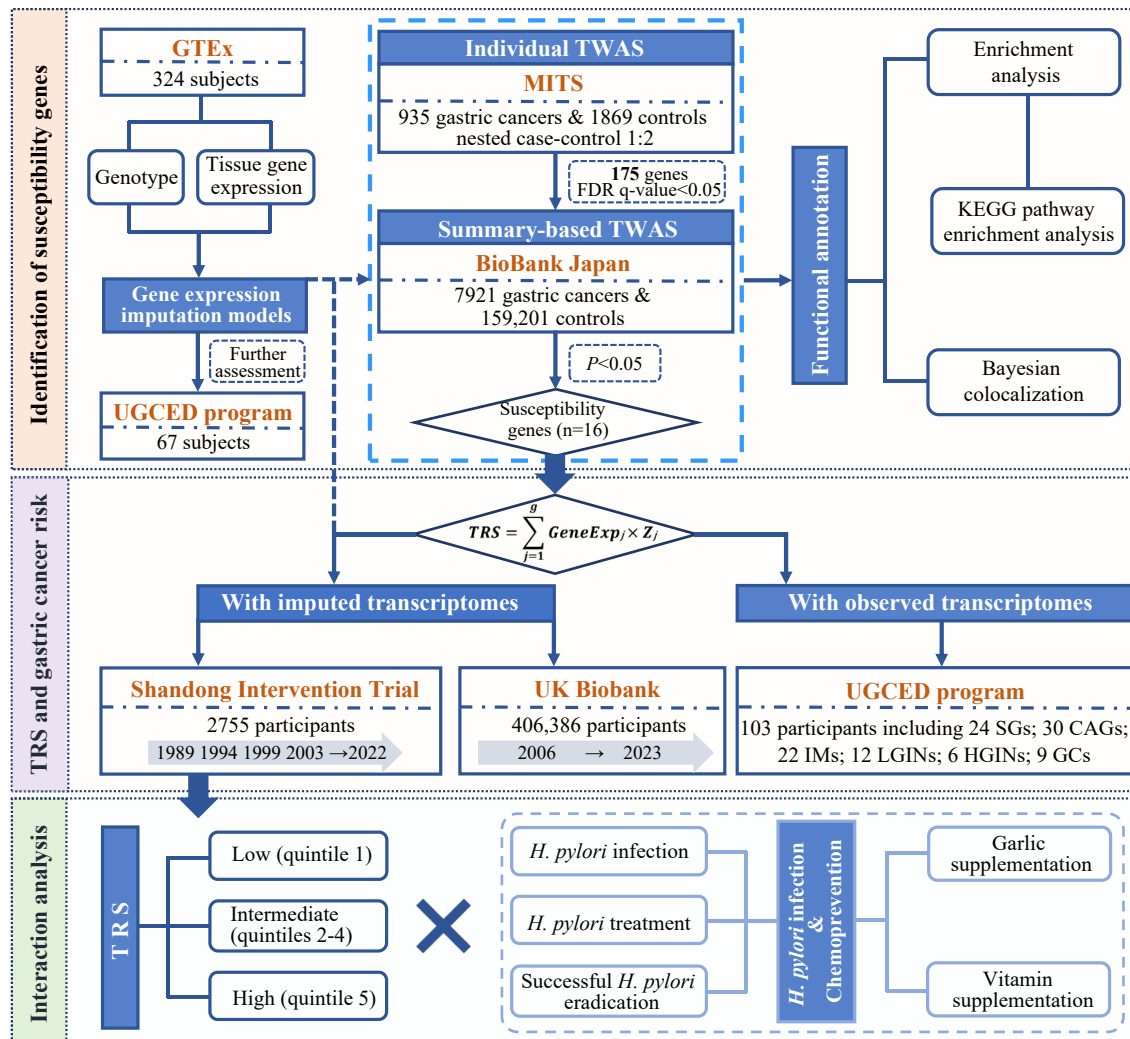 Identification of susceptibility genes
GTEx
324 subjects
Genotype
Tissue gene
expression
Gene expression
imputation models
Further
assessment
UGCED program
67 subjects
Individual TWAS
MITS
935 gastric cancers & 1869 controls
nested case-control 1:2
175 genes
FDR q-value<0.05
Summary-based TWAS
BioBank Japan
7921 gastric cancers &
159,201 controls
P<0.05
Susceptibility
genes (n=16)
Functional annotation
Enrichment
analysis
KEGG pathway
enrichment analysis
Bayesian
colocalization
TRS and gastric cancer risk
TRS = ∑_{j=1}^{g} GeneExp_j × Z_j
With imputed transcriptomes
With observed transcriptomes
Shandong Intervention Trial
2755 participants
1989 1994 1999 2003 →2022
UK Biobank
406,386 participants
2006 → 2023
UGCED program
103 participants including 24 SGs; 30 CAGs;
22 IMs; 12 LGINs; 6 HGINs; 9 GCs
Interaction analysis
TRS
Low (quintile 1)
Intermediate
(quintiles 2-4)
High (quintile 5)
H. pylori infection
H. pylori treatment
Successful H. pylori
eradication
H. pylori infection
&
Chemoprevention
Garlic
supplementation
Vitamin
supplementation